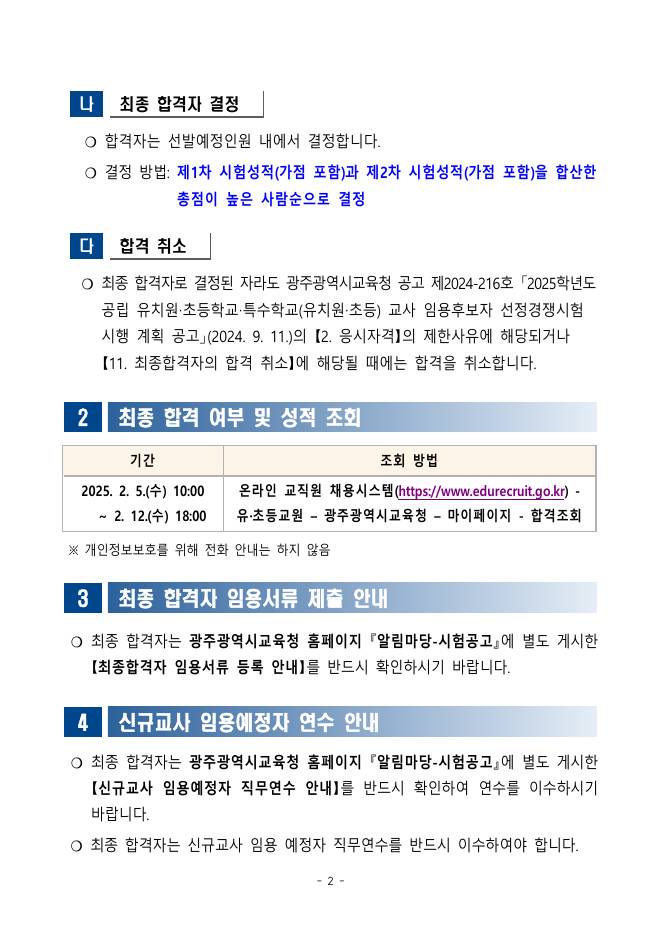 나 최종 합격자 결정
❍ 합격자는 선발예정인원 내에서 결정합니다.
❍ 결정 방법: 제1차 시험성적(가점 포함)과 제2차 시험성적(가점 포함)을 합산한
총점이 높은 사람순으로 결정
다 합격 취소
❍ 최종 합격자로 결정된 자라도 광주광역시교육청 공고 제2024-216호 「2025학년도
공립 유치원·초등학교·특수학교(유치원·초등) 교사 임용후보자 선정경쟁시험
시행 계획 공고」(2024. 9. 11.)의 【2. 응시자격】의 제한사유에 해당되거나
【11. 최종합격자의 합격 취소】에 해당될 때에는 합격을 취소합니다.
2 최종 합격 여부 및 성적 조회
기간 조회 방법
2025. 2. 5.(수) 10:00 온라인 교직원 채용시스템(https://www.edurecruit.go.kr) -
~ 2. 12.(수) 18:00 유·초등교원 – 광주광역시교육청 – 마이페이지 - 합격조회
※ 개인정보보호를 위해 전화 안내는 하지 않음
3 최종 합격자 임용서류 제출 안내
❍ 최종 합격자는 광주광역시교육청 홈페이지 『알림마당-시험공고』에 별도 게시한
【최종합격자 임용서류 등록 안내】를 반드시 확인하시기 바랍니다.
4 신규교사 임용예정자 연수 안내
❍ 최종 합격자는 광주광역시교육청 홈페이지 『알림마당-시험공고』에 별도 게시한
【신규교사 임용예정자 직무연수 안내】를 반드시 확인하여 연수를 이수하시기
바랍니다.
❍ 최종 합격자는 신규교사 임용 예정자 직무연수를 반드시 이수하여야 합니다.
- 2 -